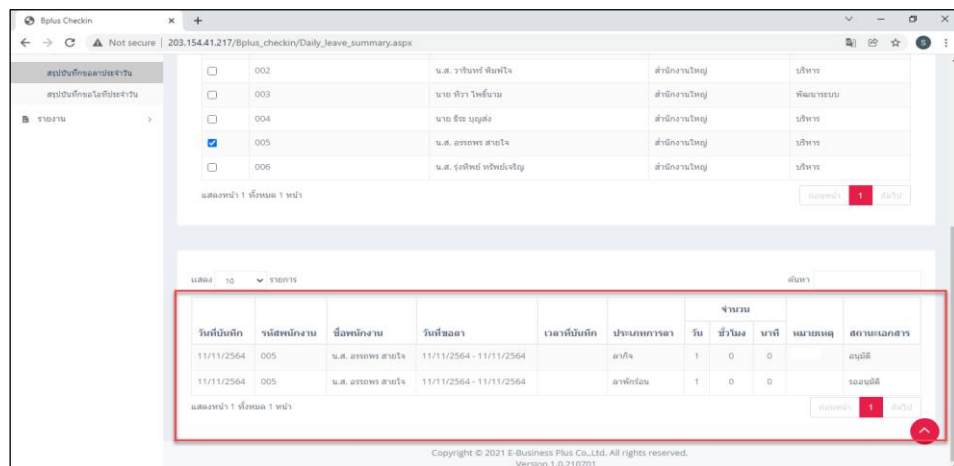 Bplus Checkin
Not secure 203.154.41.217/Bplus_checkin/Daily_leave_summary.aspx
สรุปบันทึกขอลาประจำวัน
สรุปบันทึกขอโอทีประจำวัน
รายงาน
002 น.ส. วารินทร์ พิมพ์ใจ สำนักงานใหญ่ บริหาร
003 นาย ทิวา โพธิ์นาม สำนักงานใหญ่ พัฒนาระบบ
004 นาย ธีระ บุญส่ง สำนักงานใหญ่ บริหาร
005 น.ส. อรรถพร สายใจ สำนักงานใหญ่ บริหาร
006 น.ส. รุ่งทิพย์ ทรัพย์เจริญ สำนักงานใหญ่ บริหาร
แสดงหน้า 1 ทั้งหมด 1 หน้า ก่อนหน้า 1 ถัดไป
แสดง 10 รายการ ค้นหา
จำนวน
วันที่บันทึก รหัสพนักงาน ชื่อพนักงาน วันที่ขอลา เวลาที่บันทึก ประเภทการลา วัน ชั่วโมง นาที หมายเหตุ สถานะเอกสาร
11/11/2564 005 น.ส. อรรถพร สายใจ 11/11/2564 - 11/11/2564 ลากิจ 1 0 0 อนุมัติ
11/11/2564 005 น.ส. อรรถพร สายใจ 11/11/2564 - 11/11/2564 ลาพักร้อน 1 0 0 รออนุมัติ
แสดงหน้า 1 ทั้งหมด 1 หน้า ก่อนหน้า 1 ถัดไป
Copyright © 2021 E-Business Plus Co.,Ltd. All rights reserved.
Version 1.0.210701